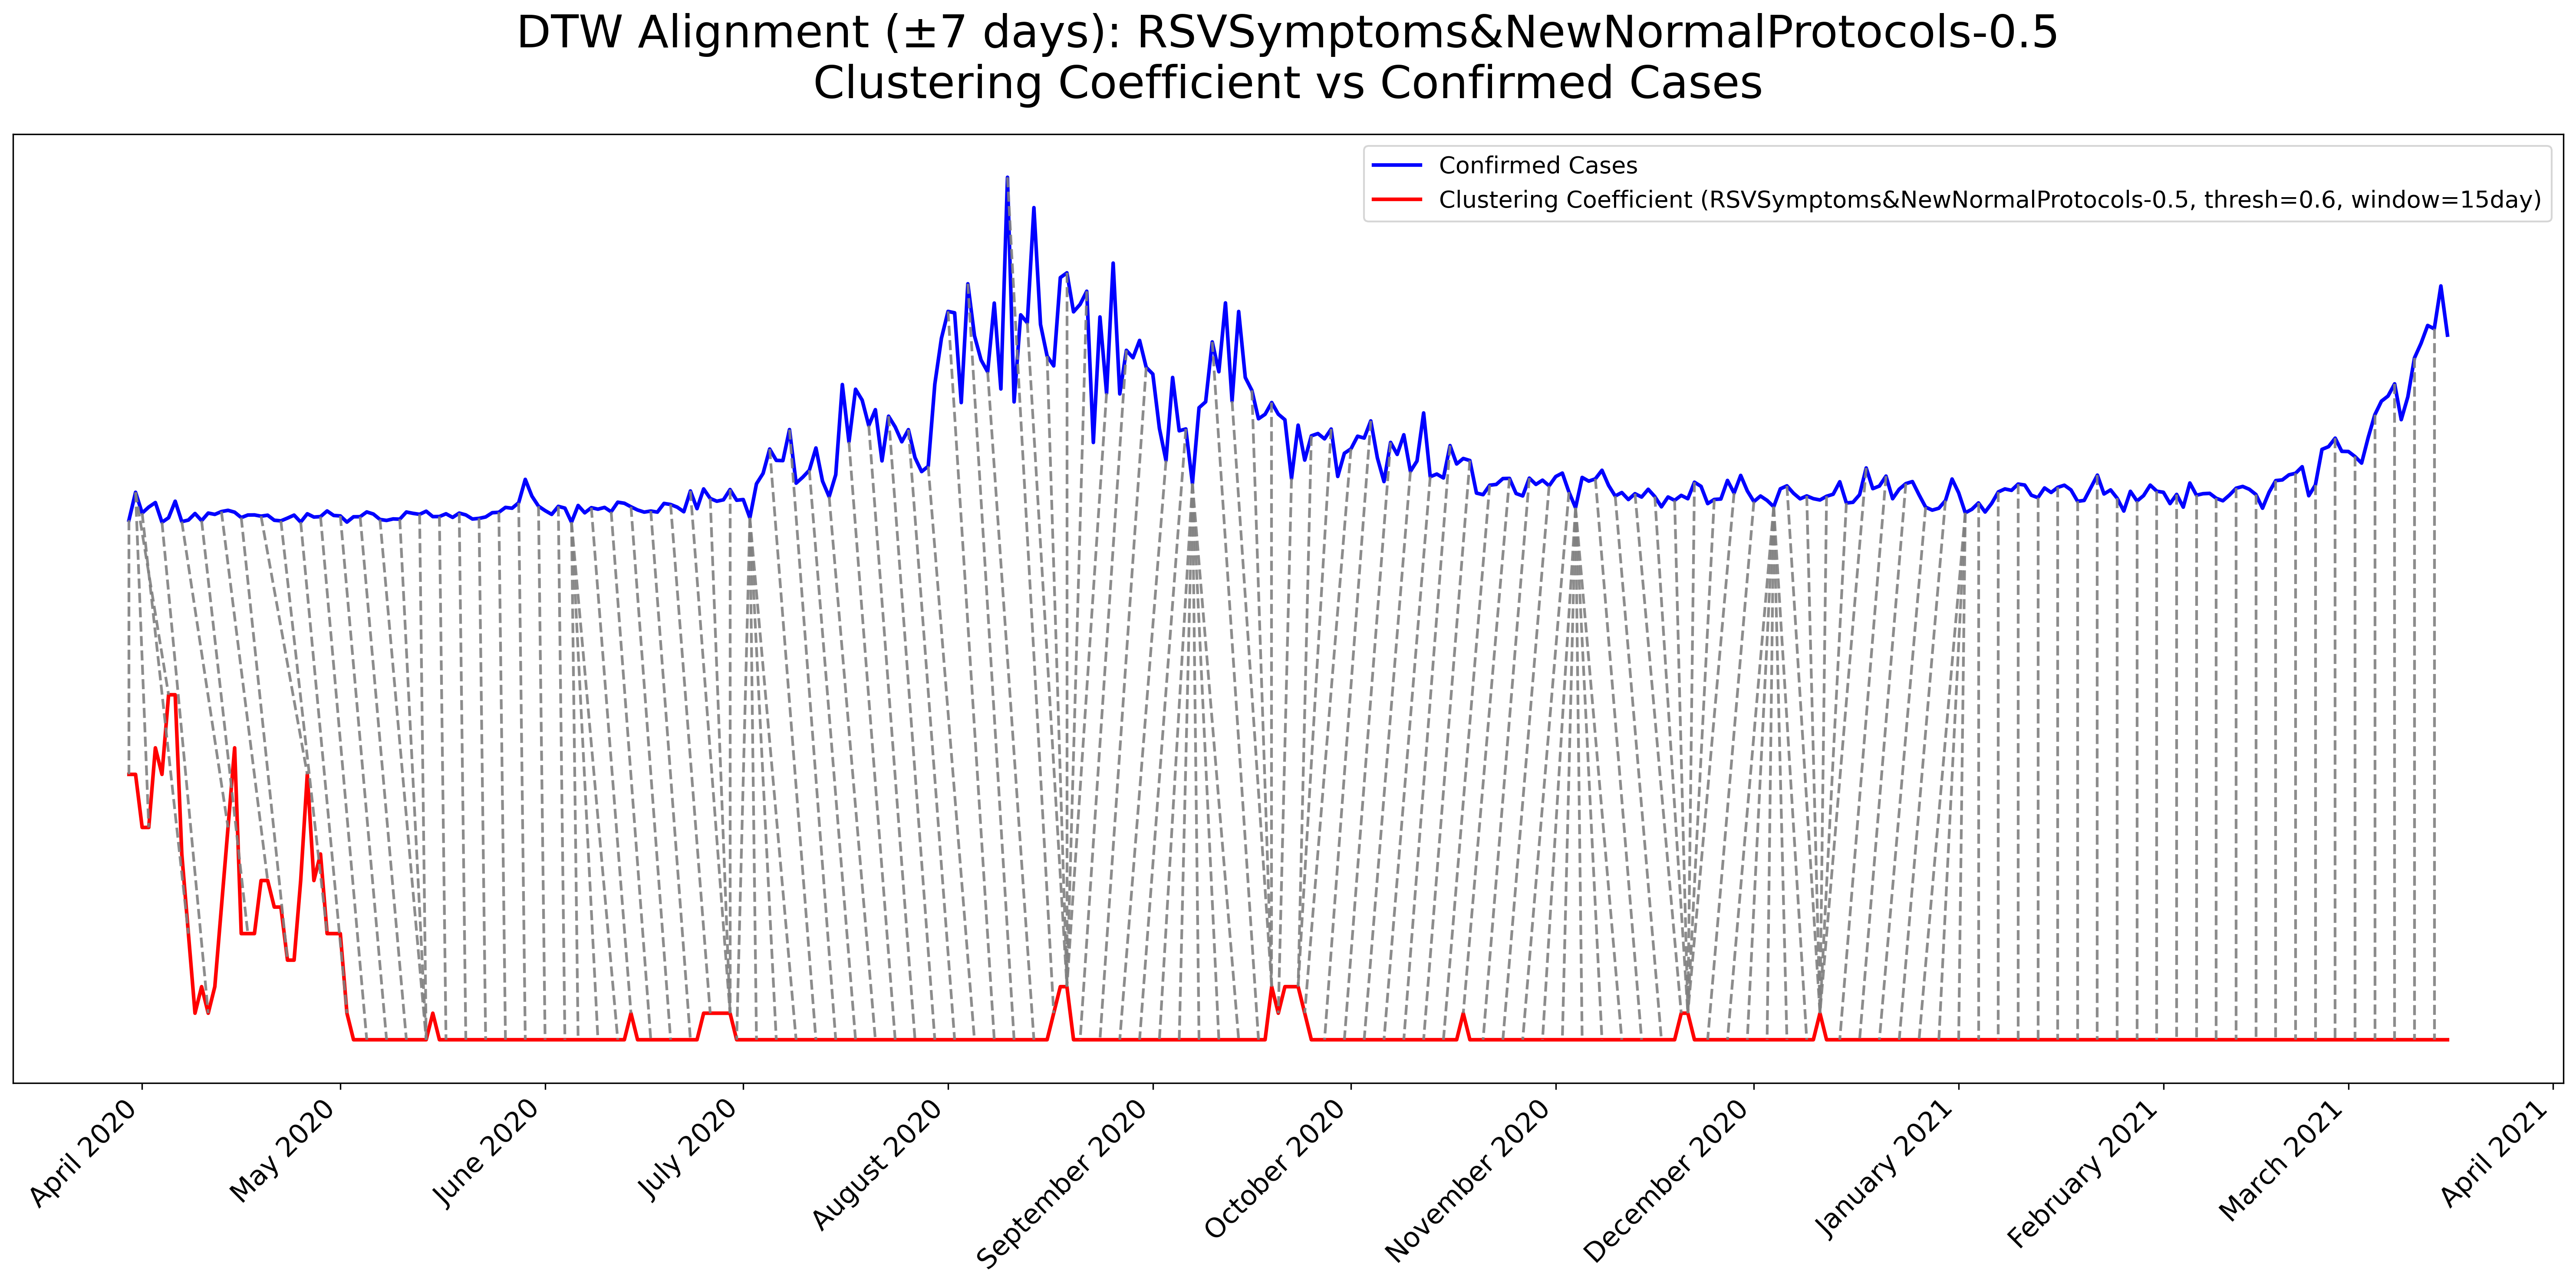 DTW Alignment (±7 days): RSVSymptoms&NewNormalProtocols-0.5
Clustering Coefficient vs Confirmed Cases
Confirmed Cases
Clustering Coefficient (RSVSymptoms&NewNormalProtocols-0.5, thresh=0.6, window=15day)
April 2020
May 2020
June 2020
July 2020
August 2020
September 2020
October 2020
November 2020
December 2020
January 2021
February 2021
March 2021
April 2021